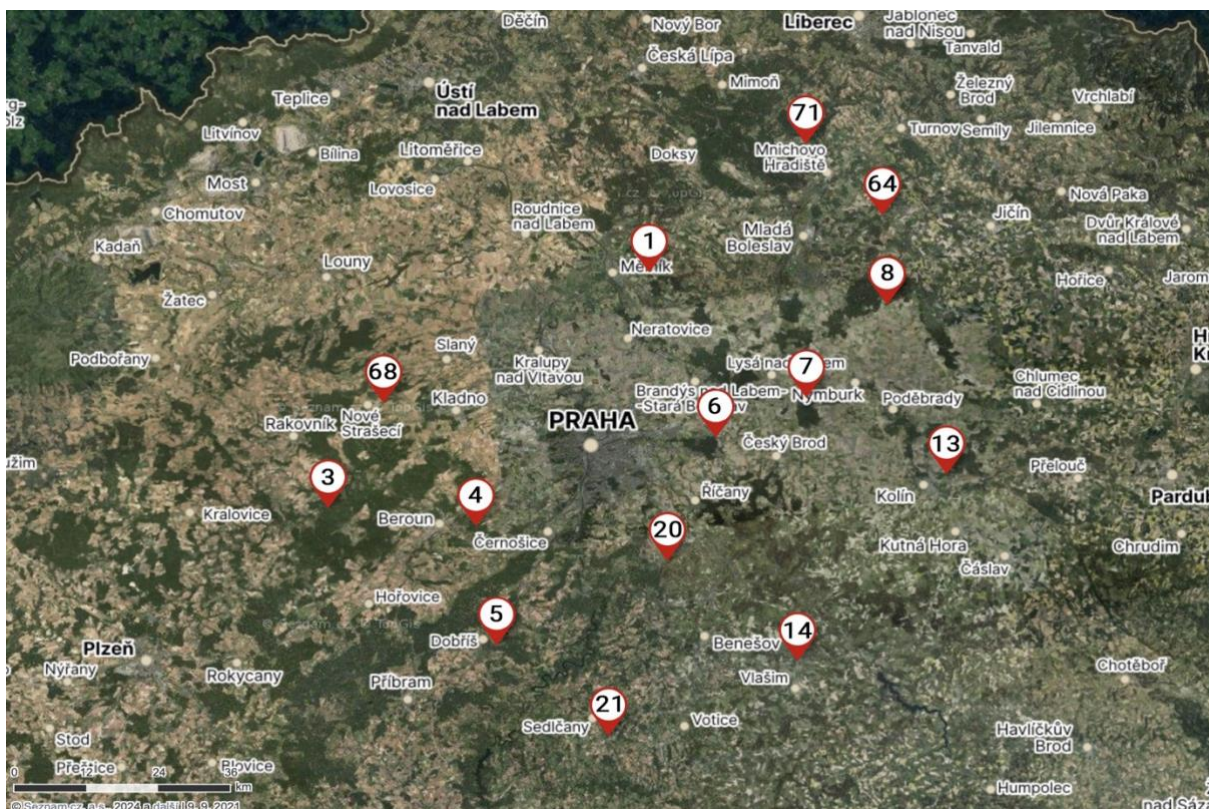 Děčín
Nový Bor
Liberec
Jablonec
nad Nisou
Tanvald
Česká Lípa
Mimoň
Železný
Brod
Vrchlabí
Teplice
Ústí
nad Labem
71
Turnov
Semily
Jilemnice
Litvínov
Bílina
Litoměřice
Doksy
Mnichovo
Hradiště
Most
Lovosice
64
Nová Paka
Chomutov
Roudnice
nad Labem
Jičín
Mladá
Boleslav
Dvůr Králové
nad Labem
Kadaň
1
Louny
Mělník
8
Hořice
Žatec
Neratovice
Podbořany
Slaný
Kralupy
nad Vltavou
Lysá nad Labem
7
68
Kladno
Brandýs nad Labem-
-Stará Boleslav
6
Nymburk
Poděbrady
Chlumec
nad Cidlinou
Nové
Strašecí
Rakovník
PRAHA
Český Brod
13
Přelouč
3
4
Říčany
Kolín
Kralovice
Beroun
Černošice
20
Kutná Hora
Chrudim
Čáslav
Hořovice
5
Dobříš
14
Benešov
Plzeň
Nýřany
Rokycany
Příbram
Vlašim
Chotěboř
21
Sedlčany
Votice
Havlíčkův
Brod
Stod
Přeštice
Blovice
0 12 24 36
km
Humpolec
© Seznam.cz, a.s., 2024 a další | 9. 9. 2021